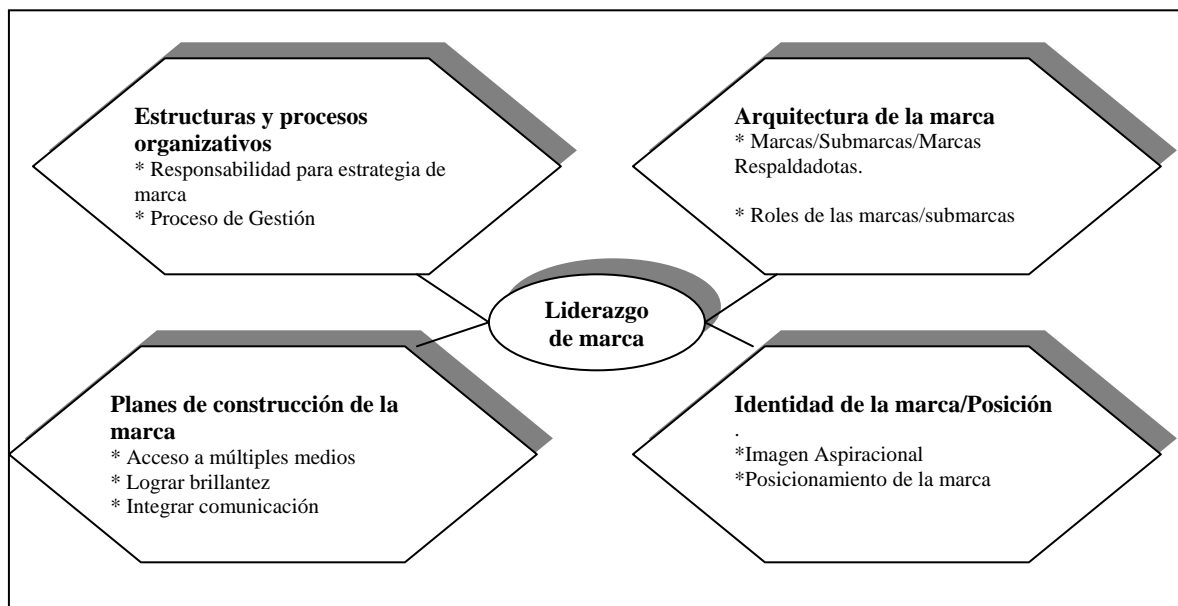 Estructuras y procesos
organizativos
* Responsabilidad para estrategia de
marca
* Proceso de Gestión
Arquitectura de la marca
* Marcas/Submarcas/Marcas
Respaldadotas.
* Roles de las marcas/submarcas
Liderazgo
de marca
Planes de construcción de la
marca
* Acceso a múltiples medios
* Lograr brillantez
* Integrar comunicación
Identidad de la marca/Posición
.
*Imagen Aspiracional
*Posicionamiento de la marca